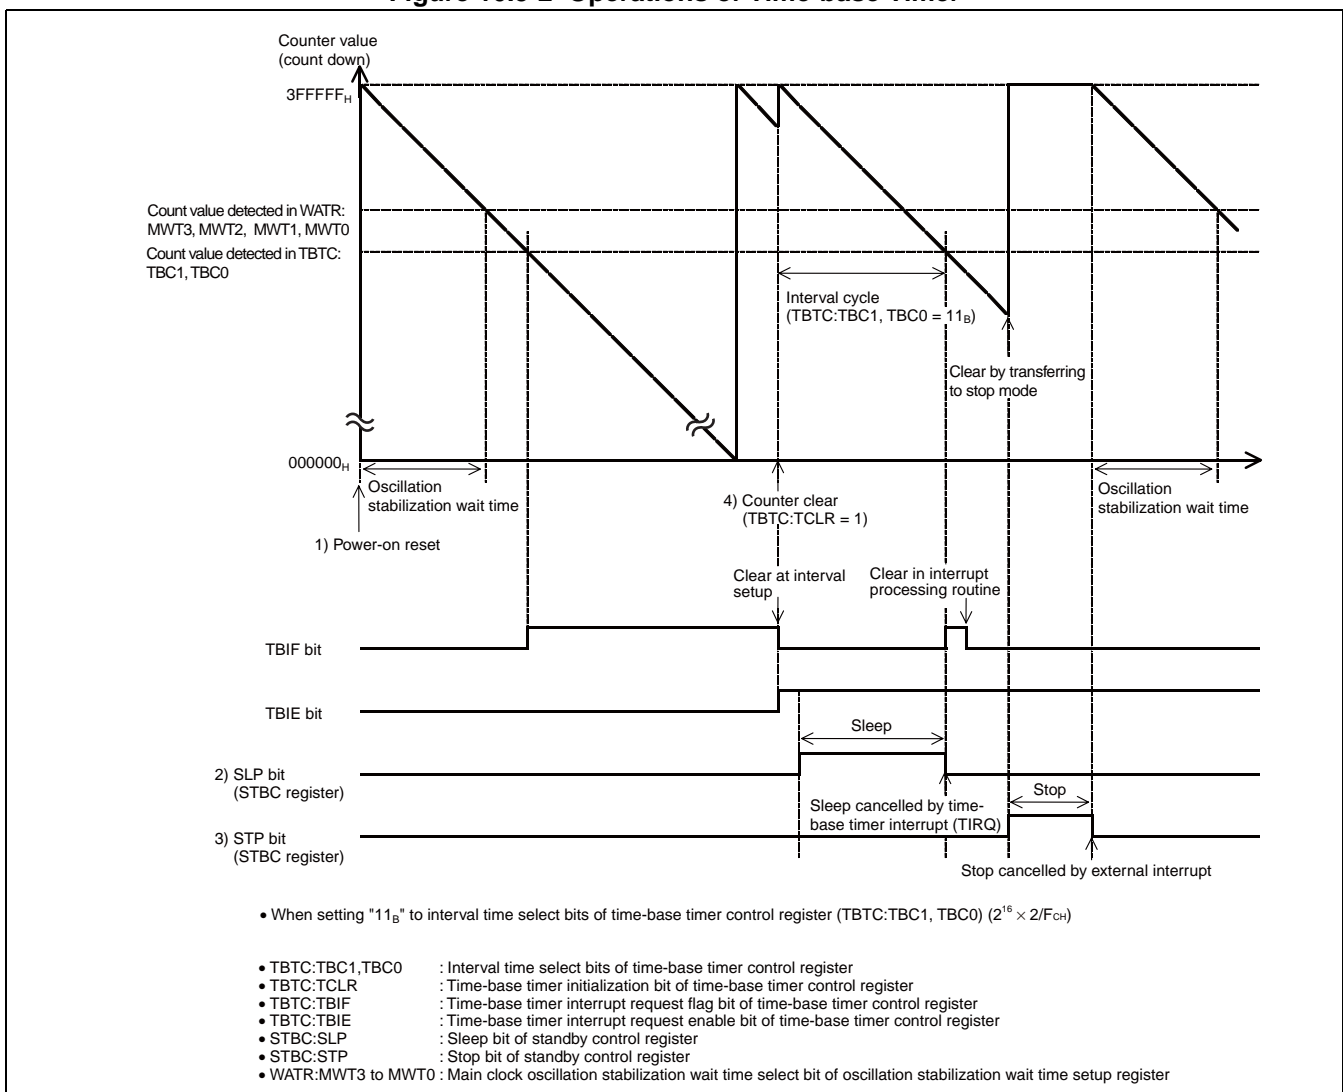 Figure 10.5-2 Operations of Time-base Timer
Counter value
(count down)
3FFFFFH
Count value detected in WATR:
MWT3, MWT2, MWT1, MWT0
Count value detected in TBTC:
TBC1, TBC0
Interval cycle
(TBTC:TBC1, TBC0 = 11B)
Clear by transferring
to stop mode
000000H
Oscillation
stabilization wait time
4) Counter clear
(TBTC:TCLR = 1)
Oscillation
stabilization wait time
1) Power-on reset
Clear at interval
setup
Clear in interrupt
processing routine
TBIF bit
TBIE bit
Sleep
2) SLP bit
(STBC register)
Sleep cancelled by time-
base timer interrupt (TIRQ)
Stop
3) STP bit
(STBC register)
Stop cancelled by external interrupt
• When setting "11B" to interval time select bits of time-base timer control register (TBTC:TBC1, TBC0) (2^16 × 2/FCH)
• TBTC:TBC1,TBC0 : Interval time select bits of time-base timer control register
• TBTC:TCLR : Time-base timer initialization bit of time-base timer control register
• TBTC:TBIF : Time-base timer interrupt request flag bit of time-base timer control register
• TBTC:TBIE : Time-base timer interrupt request enable bit of time-base timer control register
• STBC:SLP : Sleep bit of standby control register
• STBC:STP : Stop bit of standby control register
• WATR:MWT3 to MWT0 : Main clock oscillation stabilization wait time select bit of oscillation stabilization wait time setup register